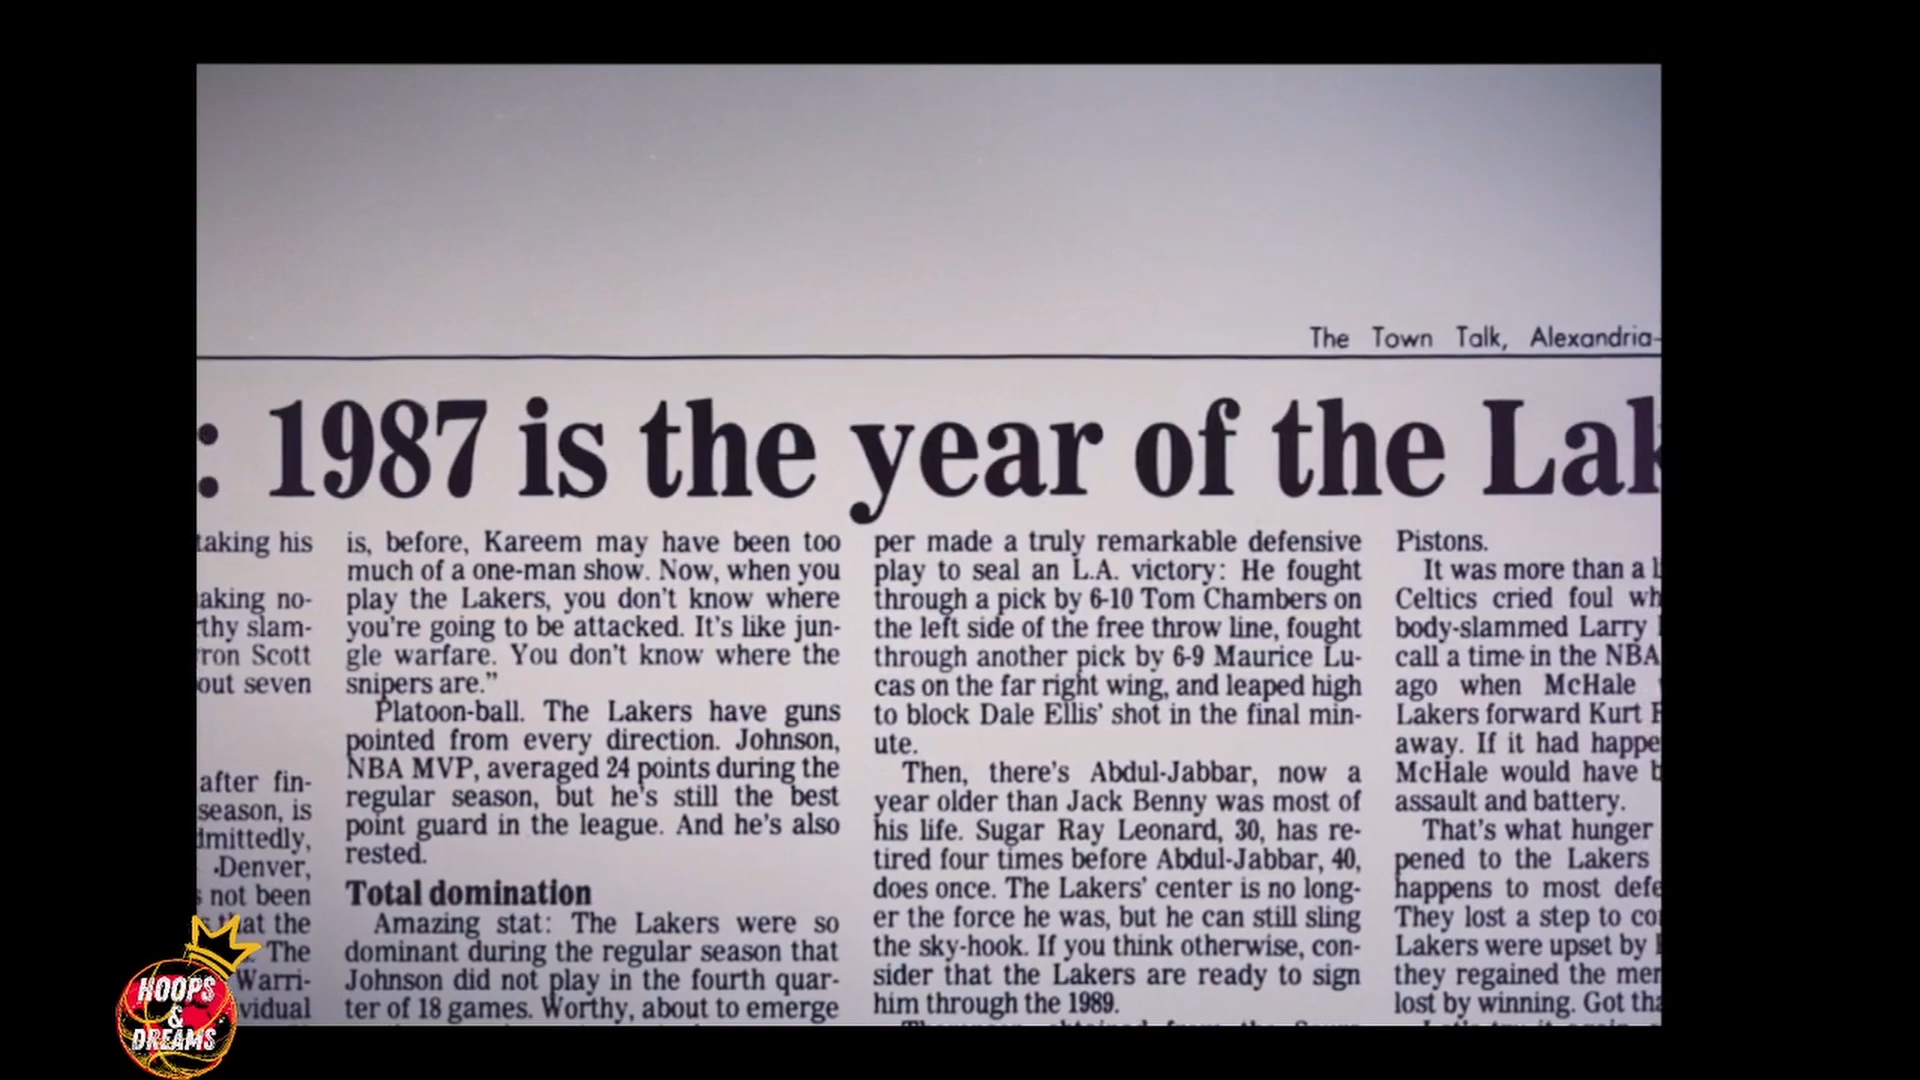 The Town Talk, Alexandria-
: 1987 is the year of the Lak
taking his
aking no-
thy slam-
ron Scott
out seven
after fin-
season, is
dmittedly,
Denver,
not been
that the
The
Warri-
vidual
is, before, Kareem may have been too
much of a one-man show. Now, when you
play the Lakers, you don't know where
you're going to be attacked. It's like jun-
gle warfare. You don't know where the
snipers are."
Platoon-ball. The Lakers have guns
pointed from every direction. Johnson,
NBA MVP, averaged 24 points during the
regular season, but he's still the best
point guard in the league. And he's also
rested.
Total domination
Amazing stat: The Lakers were so
dominant during the regular season that
Johnson did not play in the fourth quar-
ter of 18 games. Worthy, about to emerge
per made a truly remarkable defensive
play to seal an L.A. victory: He fought
through a pick by 6-10 Tom Chambers on
the left side of the free throw line, fought
through another pick by 6-9 Maurice Lu-
cas on the far right wing, and leaped high
to block Dale Ellis' shot in the final min-
ute.
Then, there's Abdul-Jabbar, now a
year older than Jack Benny was most of
his life. Sugar Ray Leonard, 30, has re-
tired four times before Abdul-Jabbar, 40,
does once. The Lakers' center is no long-
er the force he was, but he can still sling
the sky-hook. If you think otherwise, con-
sider that the Lakers are ready to sign
him through the 1989.
Pistons.
It was more than a l
Celtics cried foul wh
body-slammed Larry
call a time in the NBA
ago when McHale
Lakers forward Kurt
away. If it had happe
McHale would have b
assault and battery.
That's what hunger
pened to the Lakers
happens to most defe
They lost a step to co
Lakers were upset by
they regained the mer
lost by winning. Got tha
HOOPS
&
DREAMS